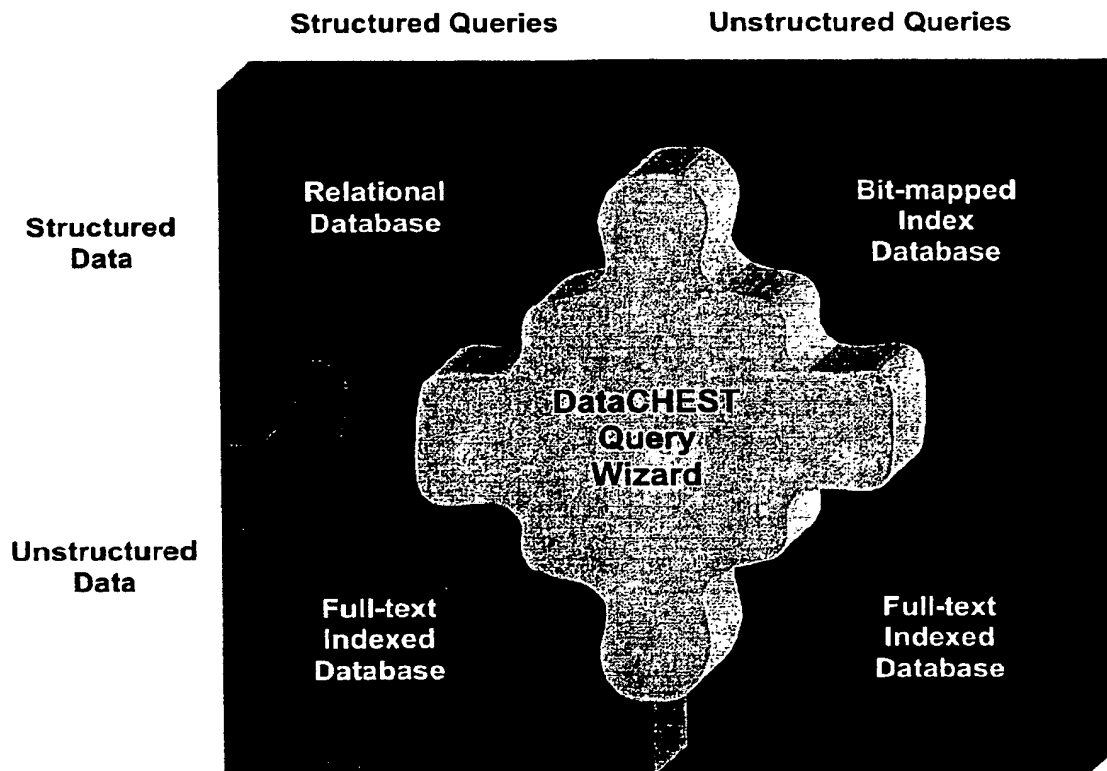 Structured Queries
Unstructured Queries
Structured
Data
Relational
Database
Bit-mapped
Index
Database
DataCHEST
Query
Wizard
Unstructured
Data
Full-text
Indexed
Database
Full-text
Indexed
Database